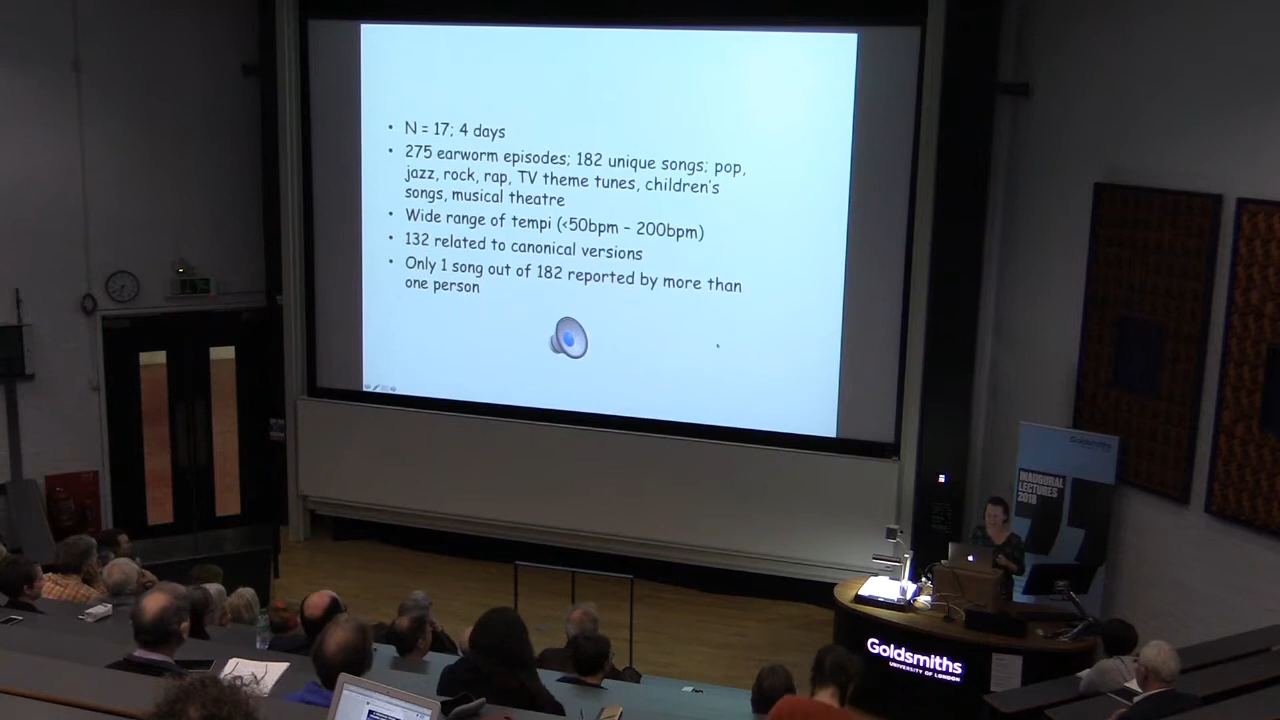 • N = 17; 4 days
• 275 earworm episodes; 182 unique songs; pop,
jazz, rock, rap, TV theme tunes, children's
songs, musical theatre
• Wide range of tempi (<50bpm – 200bpm)
• 132 related to canonical versions
• Only 1 song out of 182 reported by more than
one person
Goldsmiths
INAUGURAL
LECTURES
2018
Goldsmiths
UNIVERSITY OF LONDON